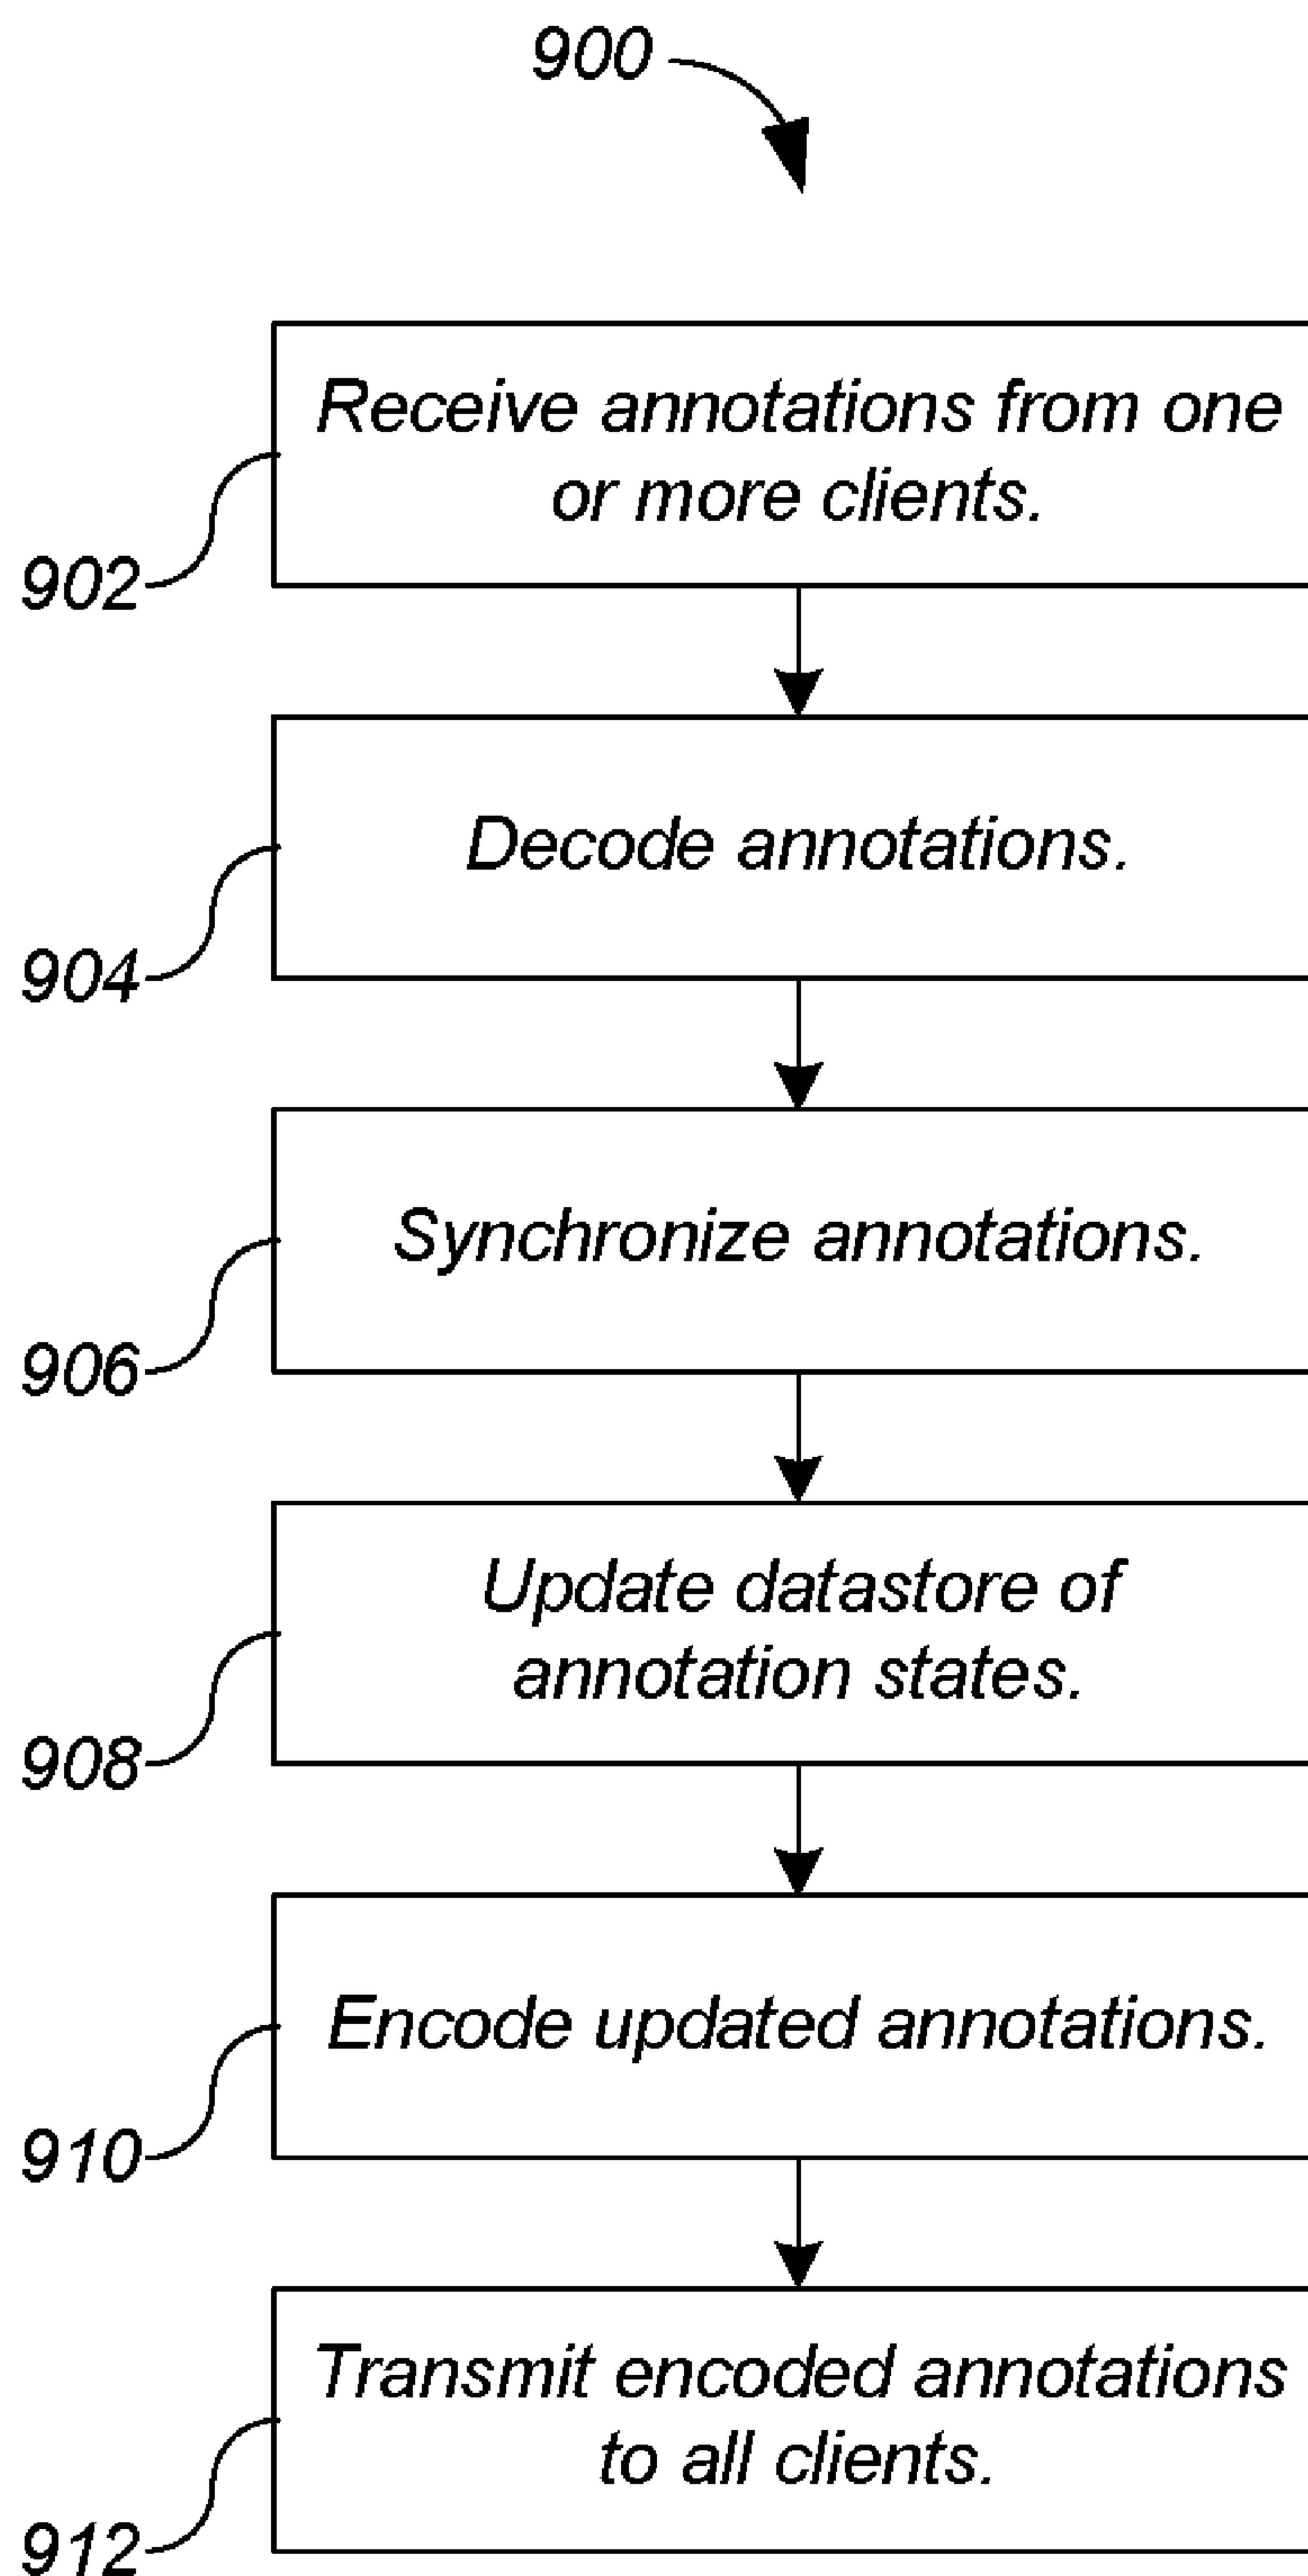 900
Receive annotations from one
or more clients.
902
Decode annotations.
904
Synchronize annotations.
906
Update datastore of
annotation states.
908
Encode updated annotations.
910
Transmit encoded annotations
to all clients.
912